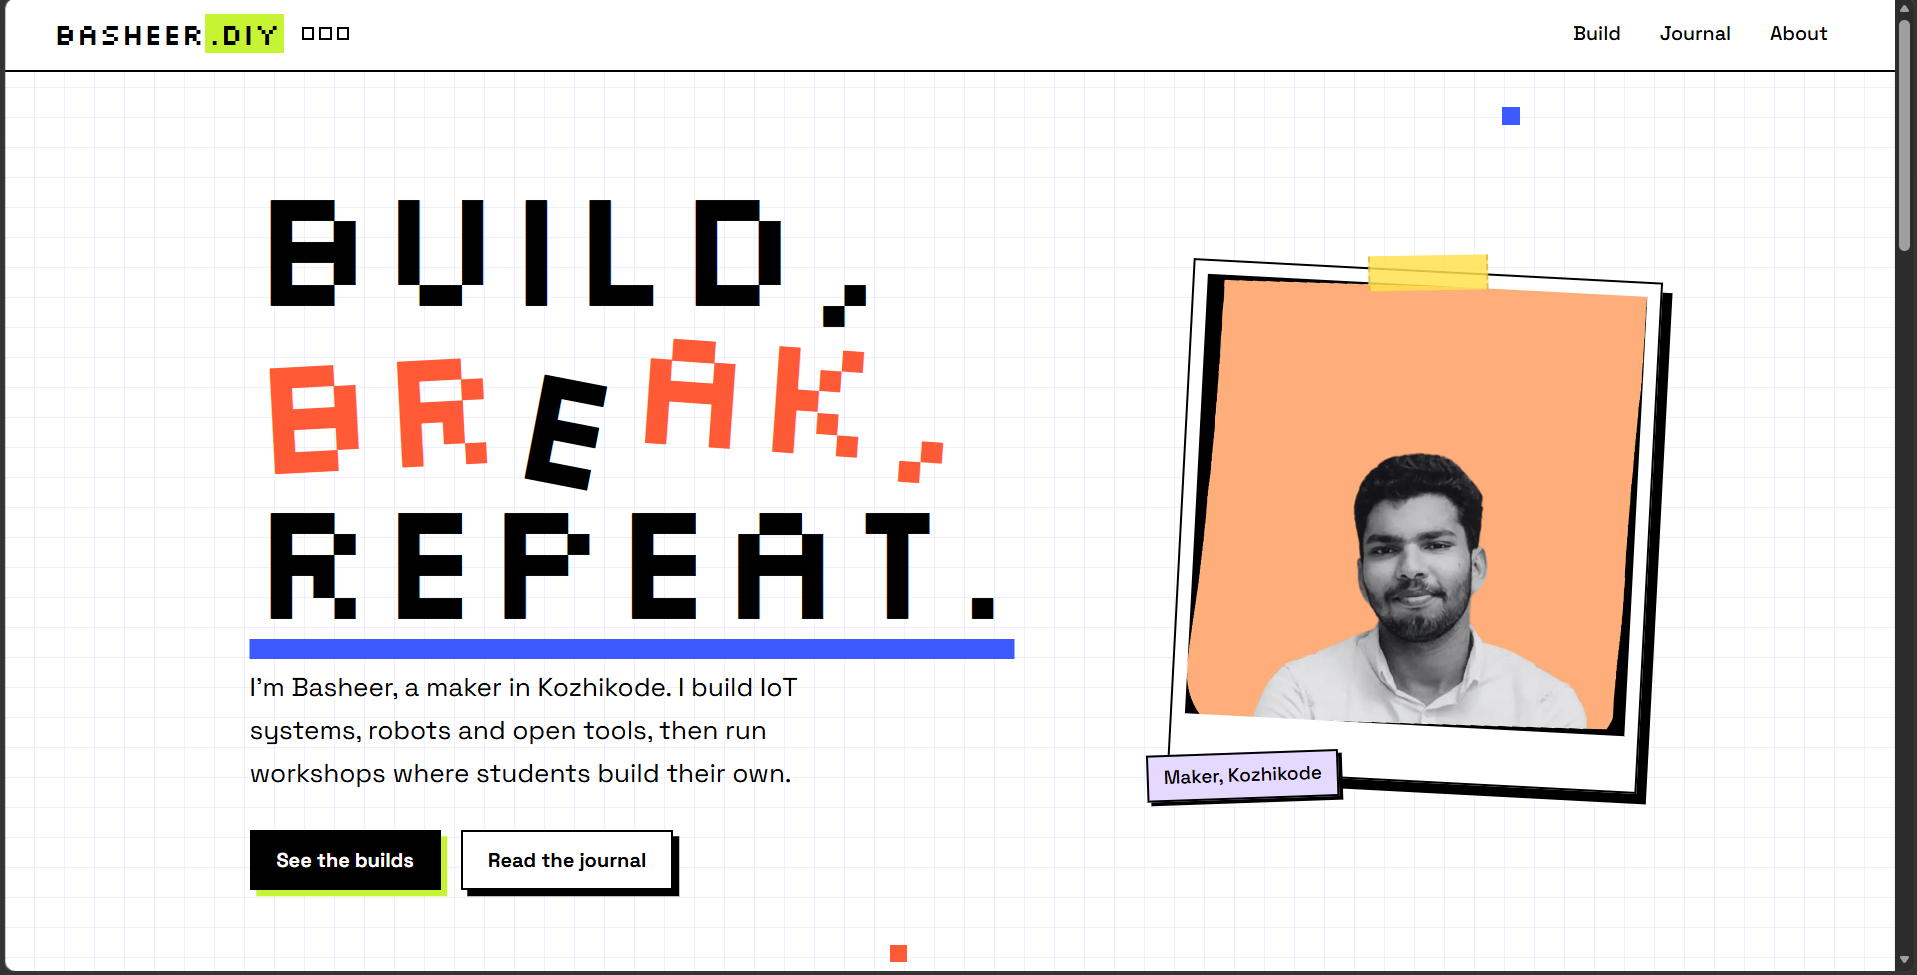 BASHEER.DIY
Build
Journal
About
BUILD,
BREAK,
REPEAT.
I'm Basheer, a maker in Kozhikode. I build IoT
systems, robots and open tools, then run
workshops where students build their own.
See the builds
Read the journal
Maker, Kozhikode